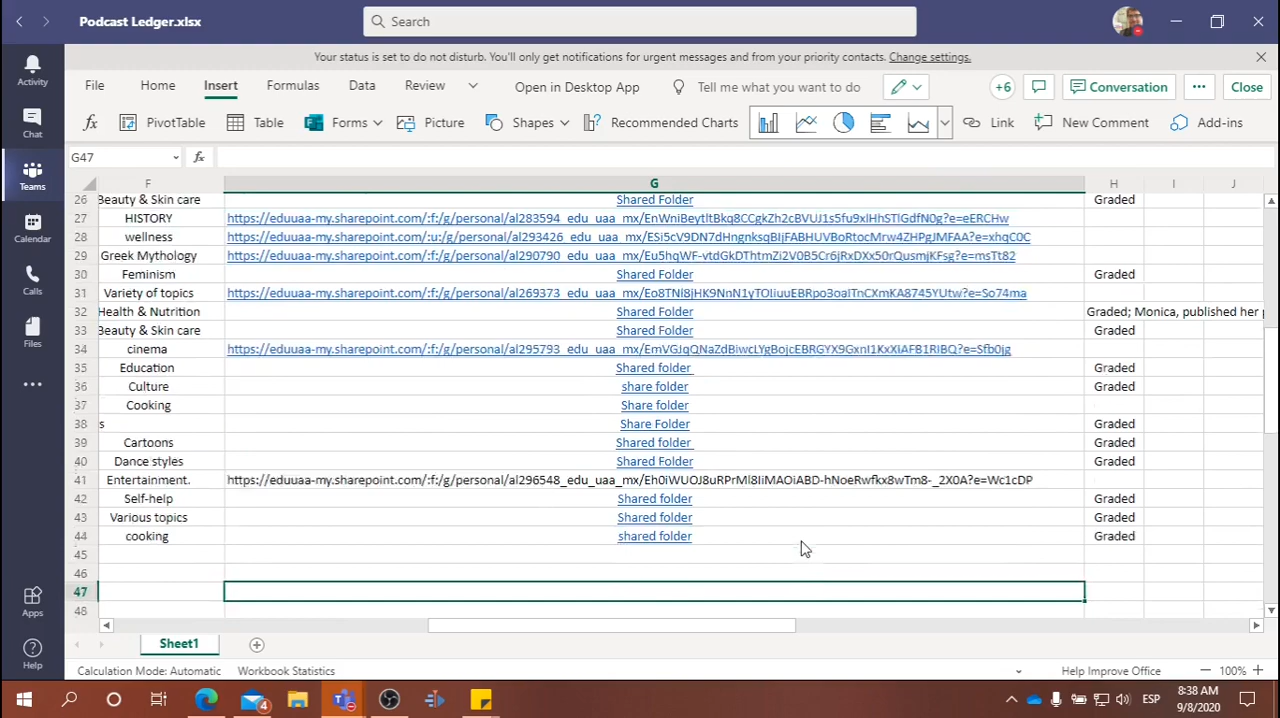 Podcast Ledger.xlsx
Search
Your status is set to do not disturb. You'll only get notifications for urgent messages and from your priority contacts. Change settings.
File Home Insert Formulas Data Review Open in Desktop App Tell me what you want to do +6 Conversation Close
fx PivotTable Table Forms Picture Shapes Recommended Charts Link New Comment Add-ins
G47 fx
F G H I J
26 Beauty & Skin care Shared Folder Graded
27 HISTORY
28 wellness
29 Greek Mythology
30 Feminism Shared Folder Graded
31 Variety of topics
32 Health & Nutrition Shared Folder Graded; Monica, published her
33 Beauty & Skin care Shared Folder Graded
34 cinema
35 Education Shared folder Graded
36 Culture share folder Graded
37 Cooking Share folder
38 s Share Folder Graded
39 Cartoons Shared folder Graded
40 Dance styles Shared Folder Graded
41 Entertainment.
42 Self-help Shared folder Graded
43 Various topics Shared folder Graded
44 cooking shared folder Graded
45
46
47
48
Sheet1
Calculation Mode: Automatic Workbook Statistics Help Improve Office 100%
Activity
Chat
Teams
Calendar
Calls
Files
Apps
Help
4
ESP
8:38 AM
9/8/2020